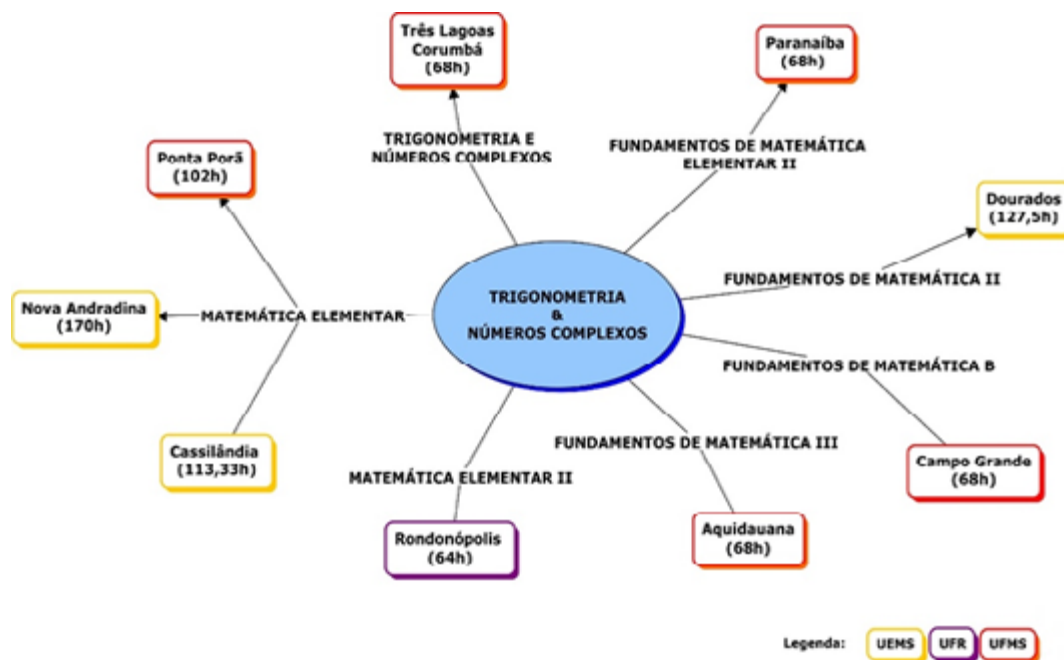 Três Lagoas
Corumbá
(68h)
Paranaíba
(68h)
TRIGONOMETRIA E
NÚMEROS COMPLEXOS
FUNDAMENTOS DE MATEMÁTICA
ELEMENTAR II
Ponta Porã
(102h)
Dourados
(127,5h)
FUNDAMENTOS DE MATEMÁTICA II
TRIGONOMETRIA
&
NÚMEROS COMPLEXOS
Nova Andradina
(170h)
MATEMÁTICA ELEMENTAR
FUNDAMENTOS DE MATEMÁTICA B
Cassilândia
(113,33h)
FUNDAMENTOS DE MATEMÁTICA III
MATEMÁTICA ELEMENTAR II
Campo Grande
(68h)
Rondonópolis
(64h)
Aquidauana
(68h)
Legenda:
UEMS
UFR
UFMS